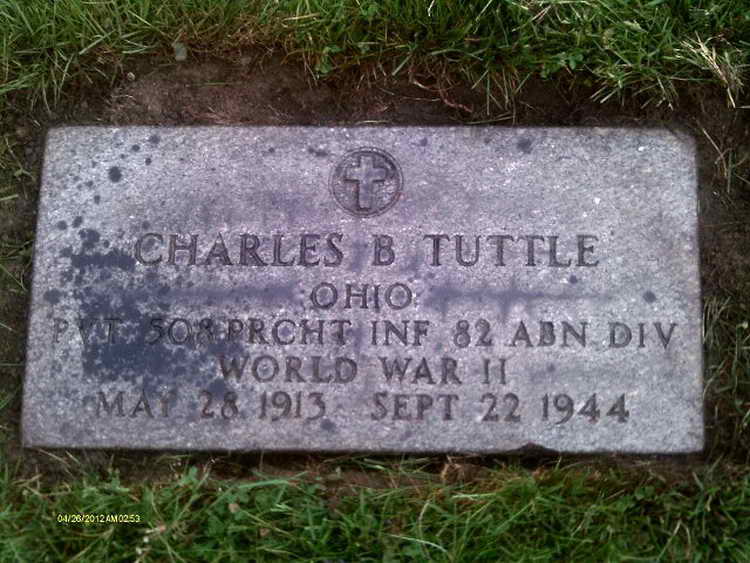 CHARLES B TUTTLE
OHIO
PVT 508 PRCHT INF 82 ABN DIV
WORLD WAR II
MAY 28 1913 SEPT 22 1944
04/26/2012 AM 02:53